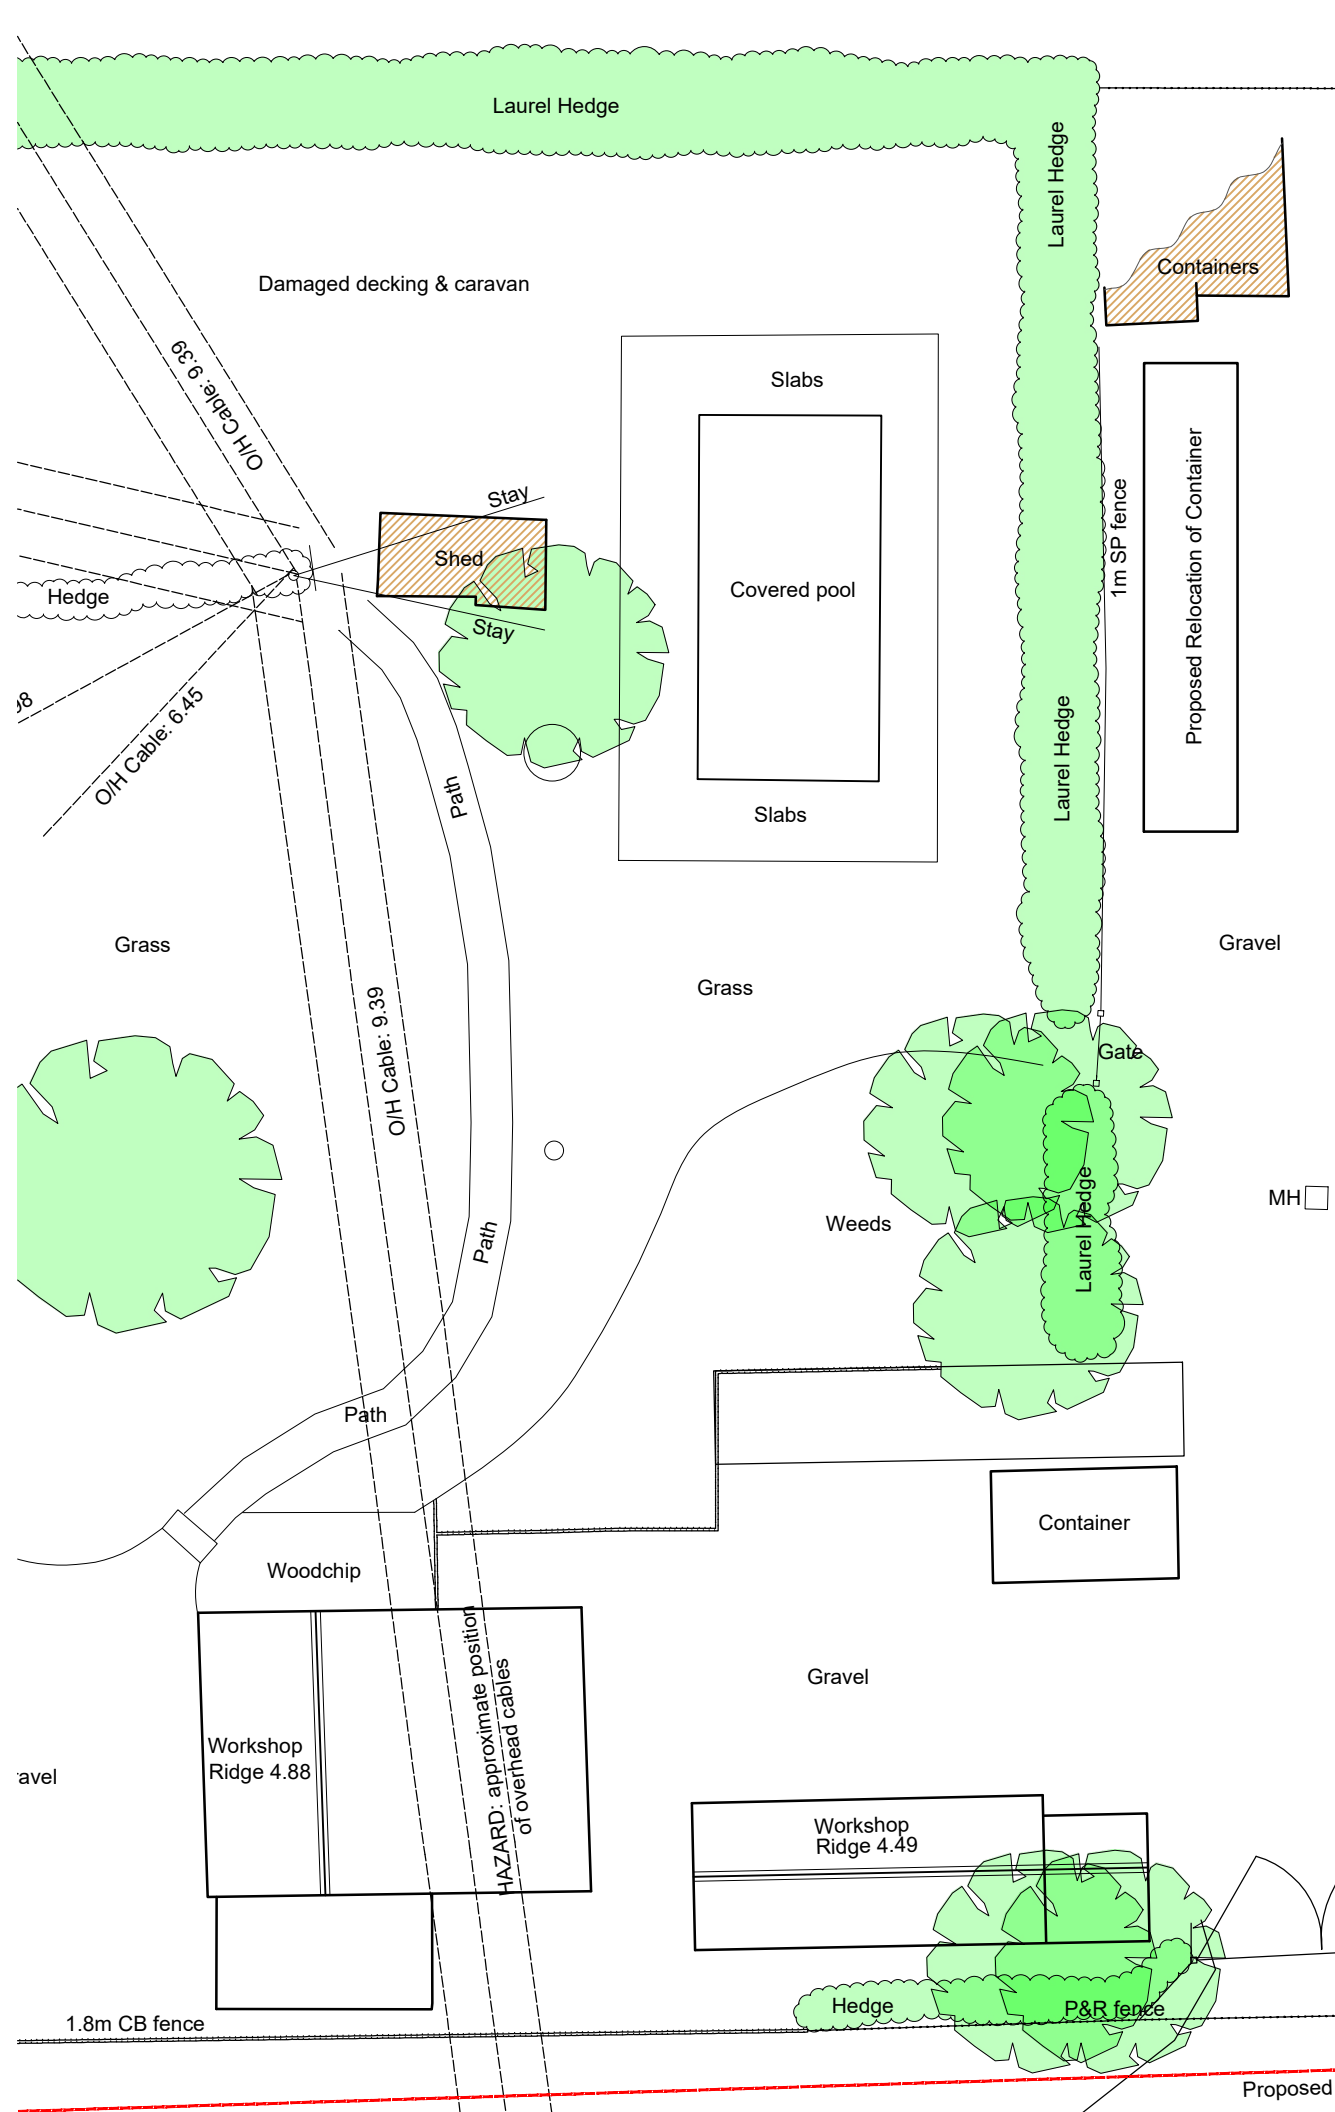 Laurel Hedge
Laurel Hedge
Containers
Damaged decking & caravan
O/H Cable: 9.39
Slabs
Stay
Shed
1m SP fence
Proposed Relocation of Container
Covered pool
Hedge
Stay
98
O/H Cable: 6.45
Path
Laurel Hedge
Slabs
Grass
Gravel
Grass
O/H Cable: 9.39
Gate
MH
Weeds
Path
Laurel Hedge
Path
Container
Woodchip
Gravel
HAZARD: approximate position
of overhead cables
Workshop
Ridge 4.88
avel
Workshop
Ridge 4.49
Hedge
P&R fence
1.8m CB fence
Proposed